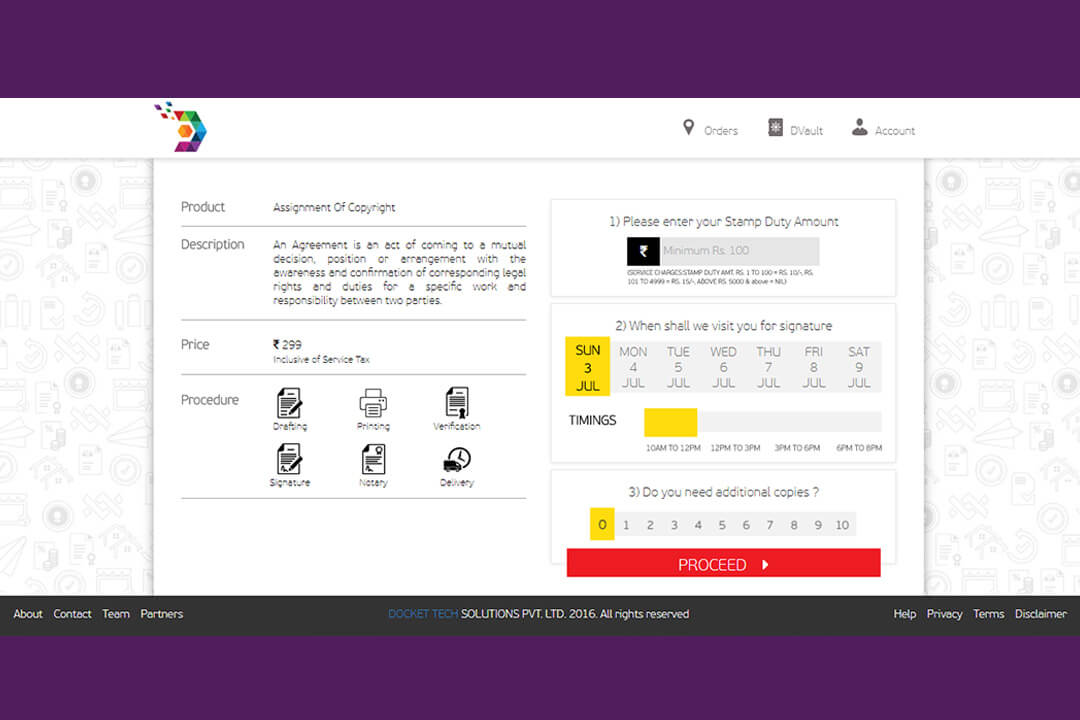 Orders
DVault
Account
Product
Assignment Of Copyright
Description
An Agreement is an act of coming to a mutual
decision, position or arrangement with the
awareness and confirmation of corresponding legal
rights and duties for a specific work and
responsibility between two parties.
Price
₹ 299
Inclusive of Service Tax
Procedure
Drafting
Printing
Verification
Signature
Notary
Delivery
1) Please enter your Stamp Duty Amount
₹ Minimum Rs. 100
(SERVICE CHARGES:STAMP DUTY AMT. RS. 1 TO 100 = RS. 10/-, RS.
101 TO 4999 = RS. 15/-, ABOVE RS. 5000 & above = NIL)
2) When shall we visit you for signature
SUN MON TUE WED THU FRI SAT
3 4 5 6 7 8 9
JUL JUL JUL JUL JUL JUL JUL
TIMINGS
10AM TO 12PM 12PM TO 3PM 3PM TO 6PM 6PM TO 8PM
3) Do you need additional copies ?
0 1 2 3 4 5 6 7 8 9 10
PROCEED
About Contact Team Partners
DOCKET TECH SOLUTIONS PVT. LTD. 2016. All rights reserved
Help Privacy Terms Disclaimer